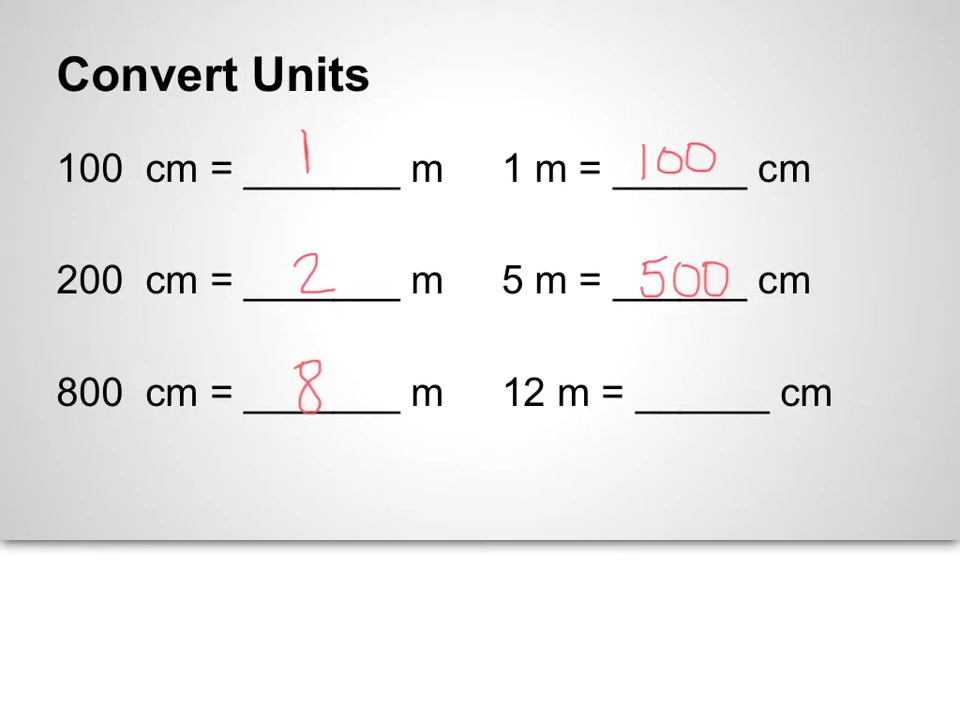 Convert Units
100 cm = 1 m 1 m = 100 cm
200 cm = 2 m 5 m = 500 cm
800 cm = 8 m 12 m = ______ cm